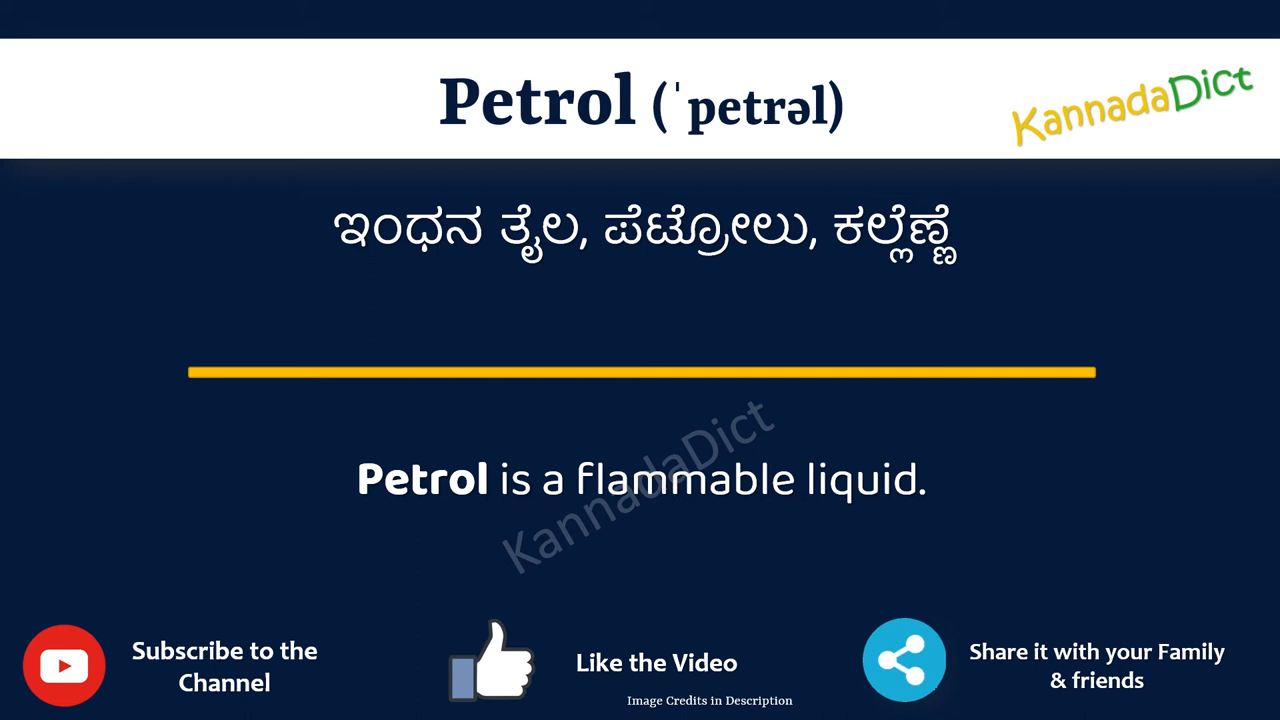 Petrol (ˈpetrəl)
KannadaDict
ಇಂಧನ ತೈಲ, ಪೆಟ್ರೋಲು, ಕಲ್ಲೆಣ್ಣೆ
KannadaDict
Petrol is a flammable liquid.
Subscribe to the
Channel
Like the Video
Image Credits in Description
Share it with your Family
& friends